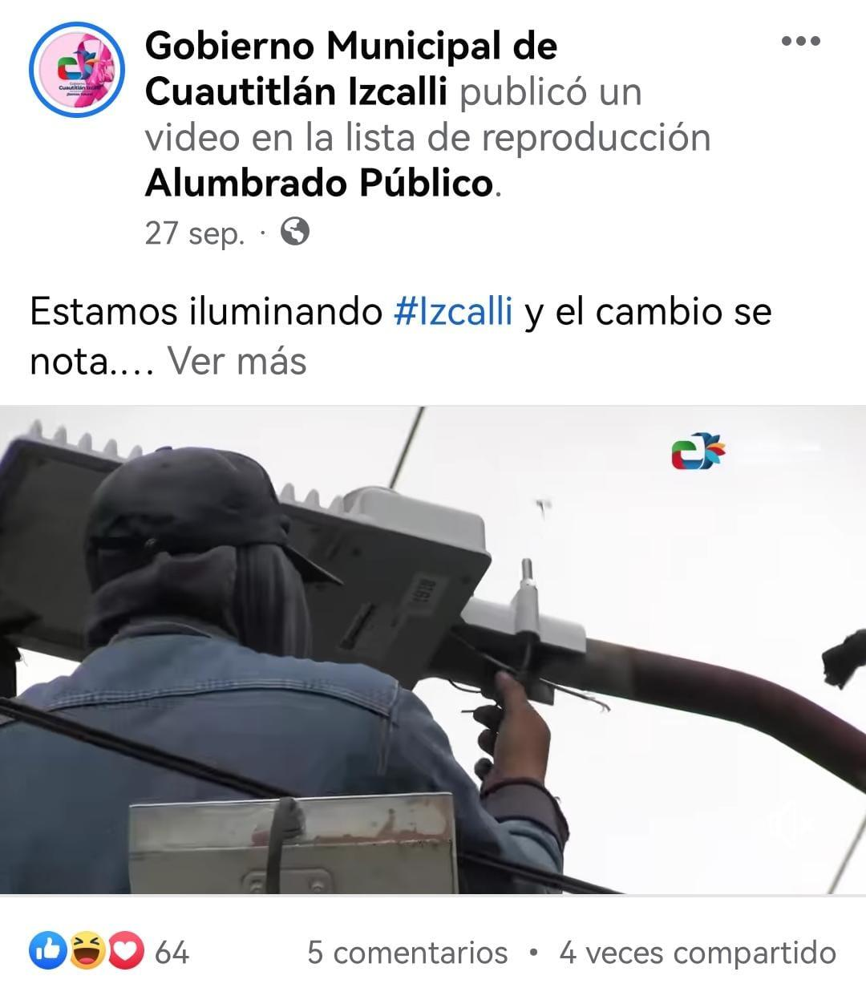 Gobierno Municipal de
Cuautitlán Izcalli publicó un
video en la lista de reproducción
Alumbrado Público.
27 sep. ·
Estamos iluminando #Izcalli y el cambio se
nota.... Ver más
64
5 comentarios • 4 veces compartido